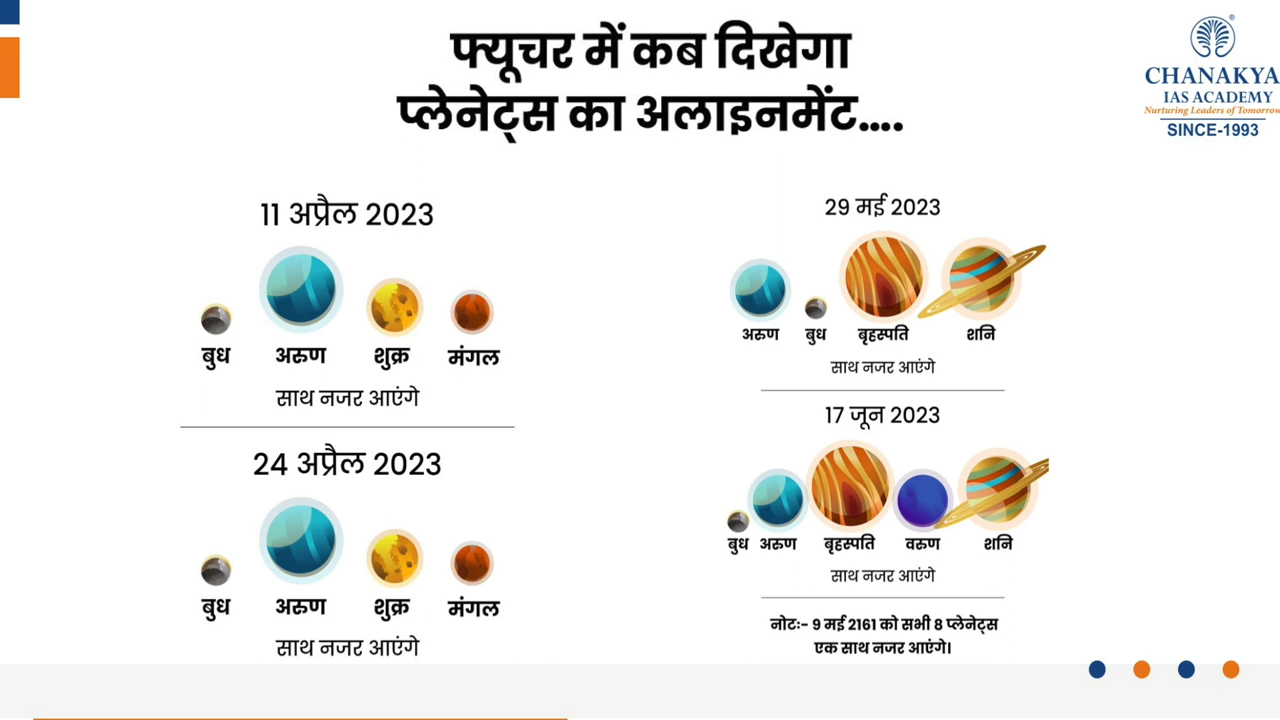 फ्यूचर में कब दिखेगा
प्लेनेट्स का अलाइनमेंट....
CHANAKYA
IAS ACADEMY
Nurturing Leaders of Tomorrow
SINCE-1993
11 अप्रैल 2023
बुध अरुण शुक्र मंगल
साथ नजर आएंगे
24 अप्रैल 2023
बुध अरुण शुक्र मंगल
साथ नजर आएंगे
29 मई 2023
अरुण बुध बृहस्पति शनि
साथ नजर आएंगे
17 जून 2023
बुध अरुण बृहस्पति वरुण शनि
साथ नजर आएंगे
नोटः- 9 मई 2161 को सभी 8 प्लेनेट्स
एक साथ नजर आएंगे।